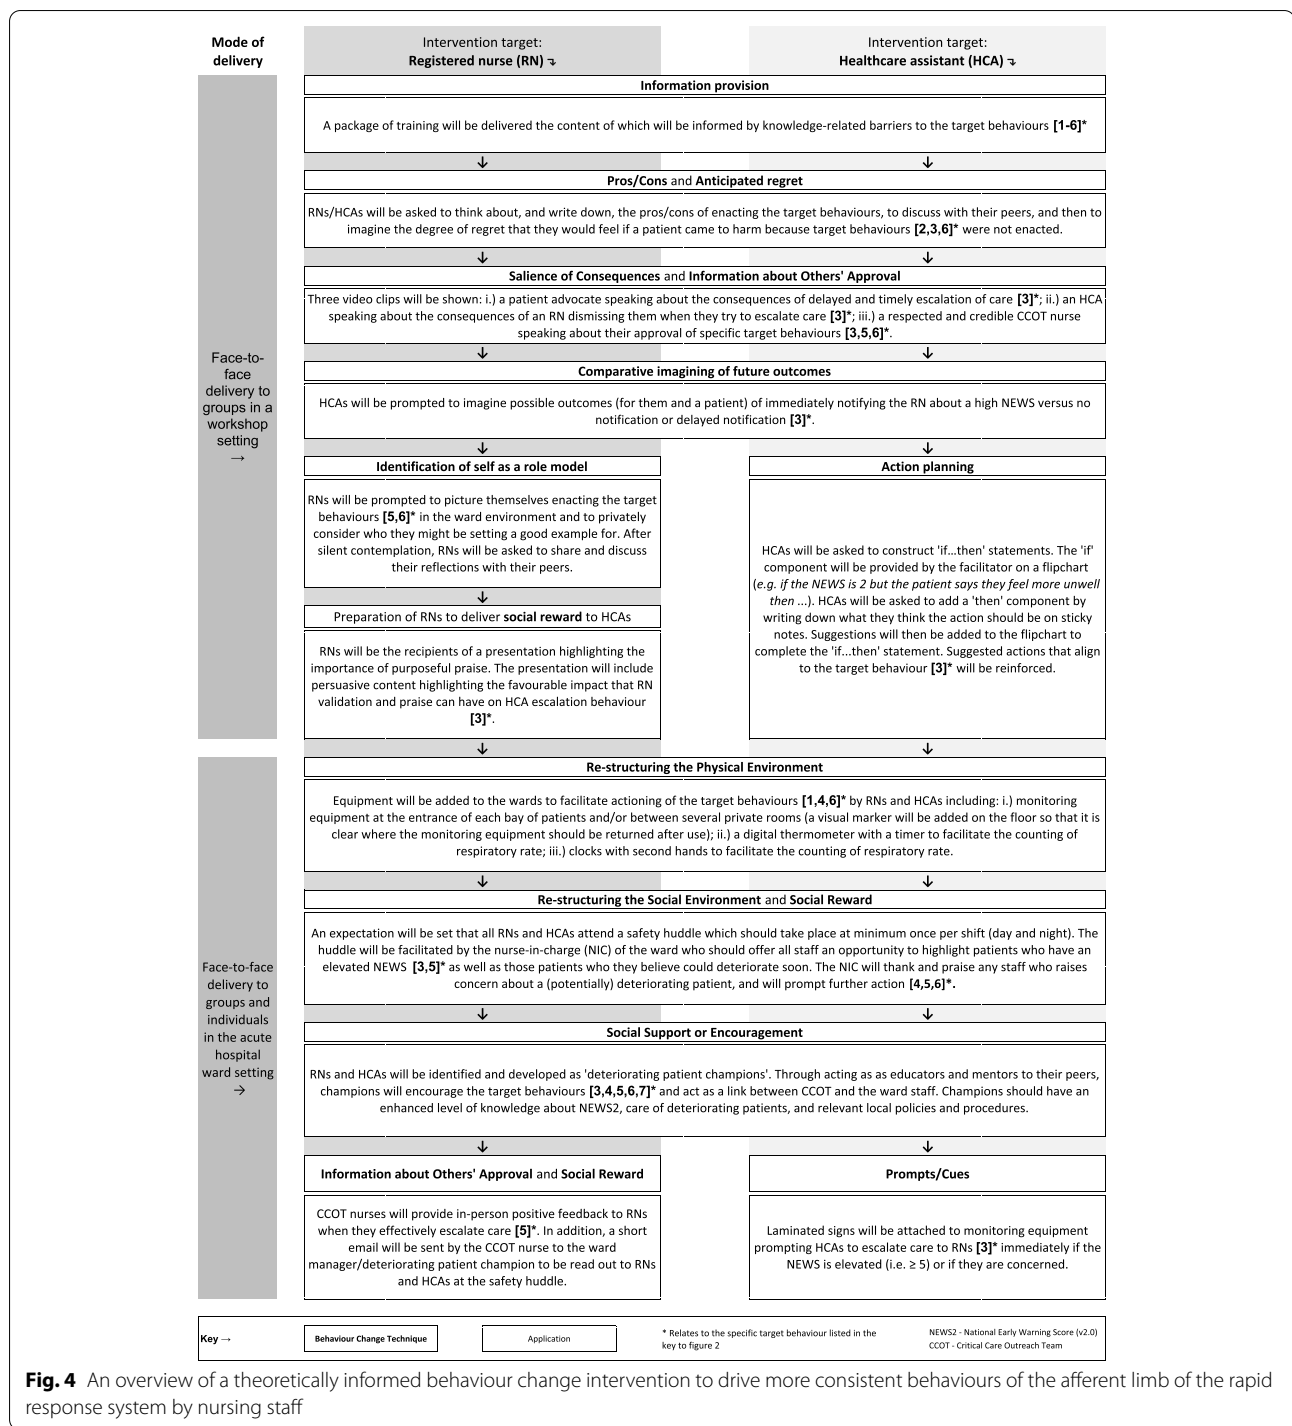 Mode of
delivery
Intervention target:
Registered nurse (RN) ↴
Intervention target:
Healthcare assistant (HCA) ↴
Face-to-
face
delivery to
groups in a
workshop
setting
→
Information provision
A package of training will be delivered the content of which will be informed by knowledge-related barriers to the target behaviours [1-6]*
↓ ↓
Pros/Cons and Anticipated regret
RNs/HCAs will be asked to think about, and write down, the pros/cons of enacting the target behaviours, to discuss with their peers, and then to
imagine the degree of regret that they would feel if a patient came to harm because target behaviours [2,3,6]* were not enacted.
↓ ↓
Salience of Consequences and Information about Others' Approval
Three video clips will be shown: i.) a patient advocate speaking about the consequences of delayed and timely escalation of care [3]*; ii.) an HCA
speaking about the consequences of an RN dismissing them when they try to escalate care [3]*; iii.) a respected and credible CCOT nurse
speaking about their approval of specific target behaviours [3,5,6]*.
↓ ↓
Comparative imagining of future outcomes
HCAs will be prompted to imagine possible outcomes (for them and a patient) of immediately notifying the RN about a high NEWS versus no
notification or delayed notification [3]*.
↓ ↓
Identification of self as a role model
RNs will be prompted to picture themselves enacting the target
behaviours [5,6]* in the ward environment and to privately
consider who they might be setting a good example for. After
silent contemplation, RNs will be asked to share and discuss
their reflections with their peers.
↓
Preparation of RNs to deliver social reward to HCAs
RNs will be the recipients of a presentation highlighting the
importance of purposeful praise. The presentation will include
persuasive content highlighting the favourable impact that RN
validation and praise can have on HCA escalation behaviour
[3]*.
Action planning
HCAs will be asked to construct 'if...then' statements. The 'if'
component will be provided by the facilitator on a flipchart
(e.g. if the NEWS is 2 but the patient says they feel more unwell
then ...). HCAs will be asked to add a 'then' component by
writing down what they think the action should be on sticky
notes. Suggestions will then be added to the flipchart to
complete the 'if...then' statement. Suggested actions that align
to the target behaviour [3]* will be reinforced.
↓ ↓
Face-to-face
delivery to
groups and
individuals
in the acute
hospital
ward setting
→
Re-structuring the Physical Environment
Equipment will be added to the wards to facilitate actioning of the target behaviours [1,4,6]* by RNs and HCAs including: i.) monitoring
equipment at the entrance of each bay of patients and/or between several private rooms (a visual marker will be added on the floor so that it is
clear where the monitoring equipment should be returned after use); ii.) a digital thermometer with a timer to facilitate the counting of
respiratory rate; iii.) clocks with second hands to facilitate the counting of respiratory rate.
↓ ↓
Re-structuring the Social Environment and Social Reward
An expectation will be set that all RNs and HCAs attend a safety huddle which should take place at minimum once per shift (day and night). The
huddle will be facilitated by the nurse-in-charge (NIC) of the ward who should offer all staff an opportunity to highlight patients who have an
elevated NEWS [3,5]* as well as those patients who they believe could deteriorate soon. The NIC will thank and praise any staff who raises
concern about a (potentially) deteriorating patient, and will prompt further action [4,5,6]*.
↓ ↓
Social Support or Encouragement
RNs and HCAs will be identified and developed as 'deteriorating patient champions'. Through acting as as educators and mentors to their peers,
champions will encourage the target behaviours [3,4,5,6,7]* and act as a link between CCOT and the ward staff. Champions should have an
enhanced level of knowledge about NEWS2, care of deteriorating patients, and relevant local policies and procedures.
↓ ↓
Information about Others' Approval and Social Reward
CCOT nurses will provide in-person positive feedback to RNs
when they effectively escalate care [5]*. In addition, a short
email will be sent by the CCOT nurse to the ward
manager/deteriorating patient champion to be read out to RNs
and HCAs at the safety huddle.
Prompts/Cues
Laminated signs will be attached to monitoring equipment
prompting HCAs to escalate care to RNs [3]* immediately if the
NEWS is elevated (i.e. ≥ 5) or if they are concerned.
Key →
Behaviour Change Technique
Application
* Relates to the specific target behaviour listed in the
key to figure 2
NEWS2 - National Early Warning Score (v2.0)
CCOT - Critical Care Outreach Team
Fig. 4 An overview of a theoretically informed behaviour change intervention to drive more consistent behaviours of the afferent limb of the rapid
response system by nursing staff